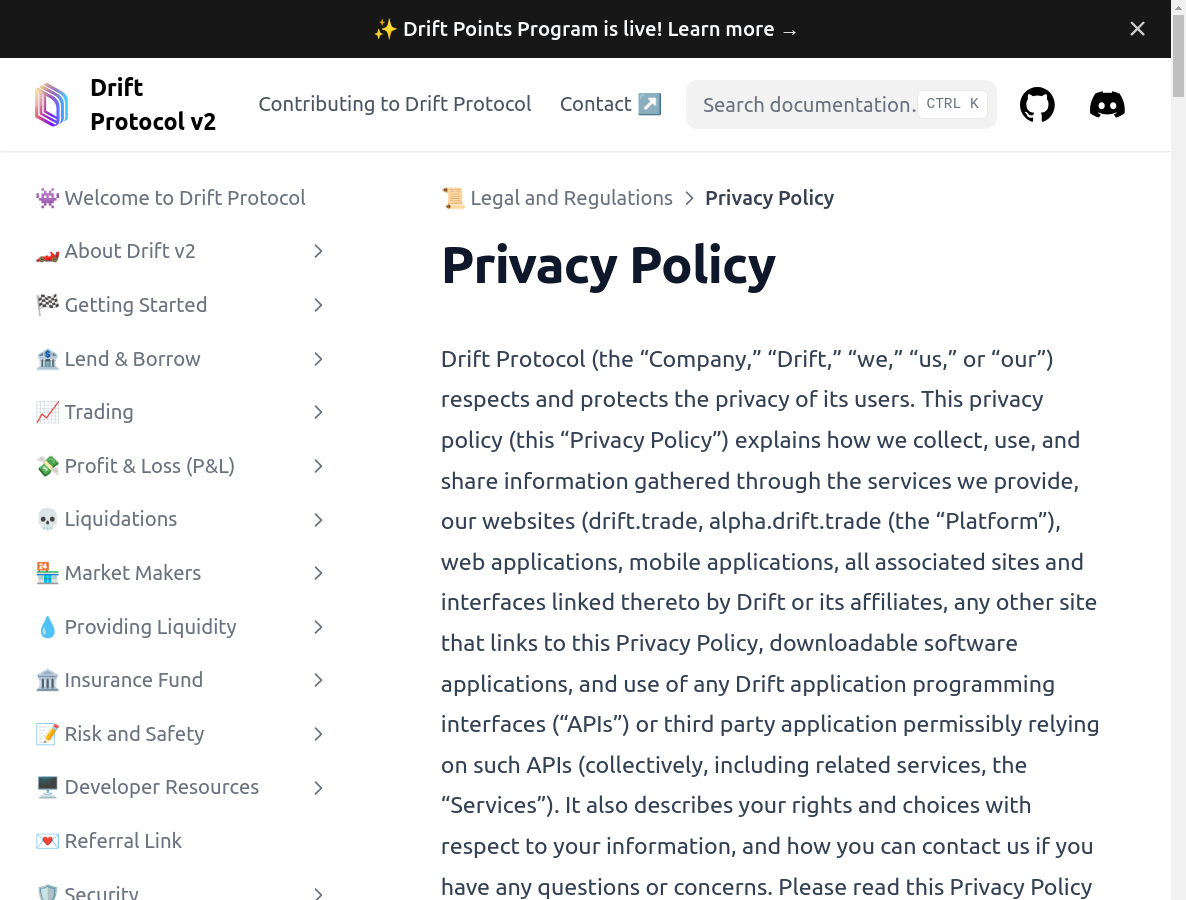 ✨ Drift Points Program is live! Learn more →
Drift
Protocol v2
Contributing to Drift Protocol
Contact ↗️
Search documentation.
CTRL K
👾 Welcome to Drift Protocol
🏎️ About Drift v2
🏁 Getting Started
🏦 Lend & Borrow
📈 Trading
💸 Profit & Loss (P&L)
💀 Liquidations
🏪 Market Makers
💧 Providing Liquidity
🏛️ Insurance Fund
📝 Risk and Safety
🖥️ Developer Resources
💌 Referral Link
🛡️ Security
📜 Legal and Regulations > Privacy Policy
Privacy Policy
Drift Protocol (the “Company,” “Drift,” “we,” “us,” or “our”)
respects and protects the privacy of its users. This privacy
policy (this “Privacy Policy”) explains how we collect, use, and
share information gathered through the services we provide,
our websites (drift.trade, alpha.drift.trade (the “Platform”),
web applications, mobile applications, all associated sites and
interfaces linked thereto by Drift or its affiliates, any other site
that links to this Privacy Policy, downloadable software
applications, and use of any Drift application programming
interfaces (“APIs”) or third party application permissibly relying
on such APIs (collectively, including related services, the
“Services”). It also describes your rights and choices with
respect to your information, and how you can contact us if you
have any questions or concerns. Please read this Privacy Policy